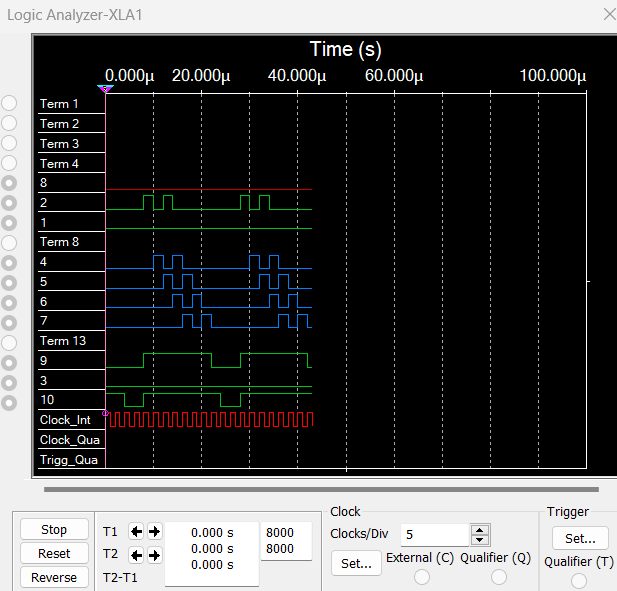 Logic Analyzer-XLA1
Time (s)
0.000µ 20.000µ 40.000µ 60.000µ 100.000µ
Term 1
Term 2
Term 3
Term 4
8
2
1
Term 8
4
5
6
7
Term 13
9
3
10
Clock_Int
Clock_Qua
Trigg_Qua
Stop
Reset
Reverse
T1 0.000 s 8000
T2 0.000 s 8000
T2-T1 0.000 s
Clock
Clocks/Div 5
Set...
External (C) Qualifier (Q)
Trigger
Set...
Qualifier (T)